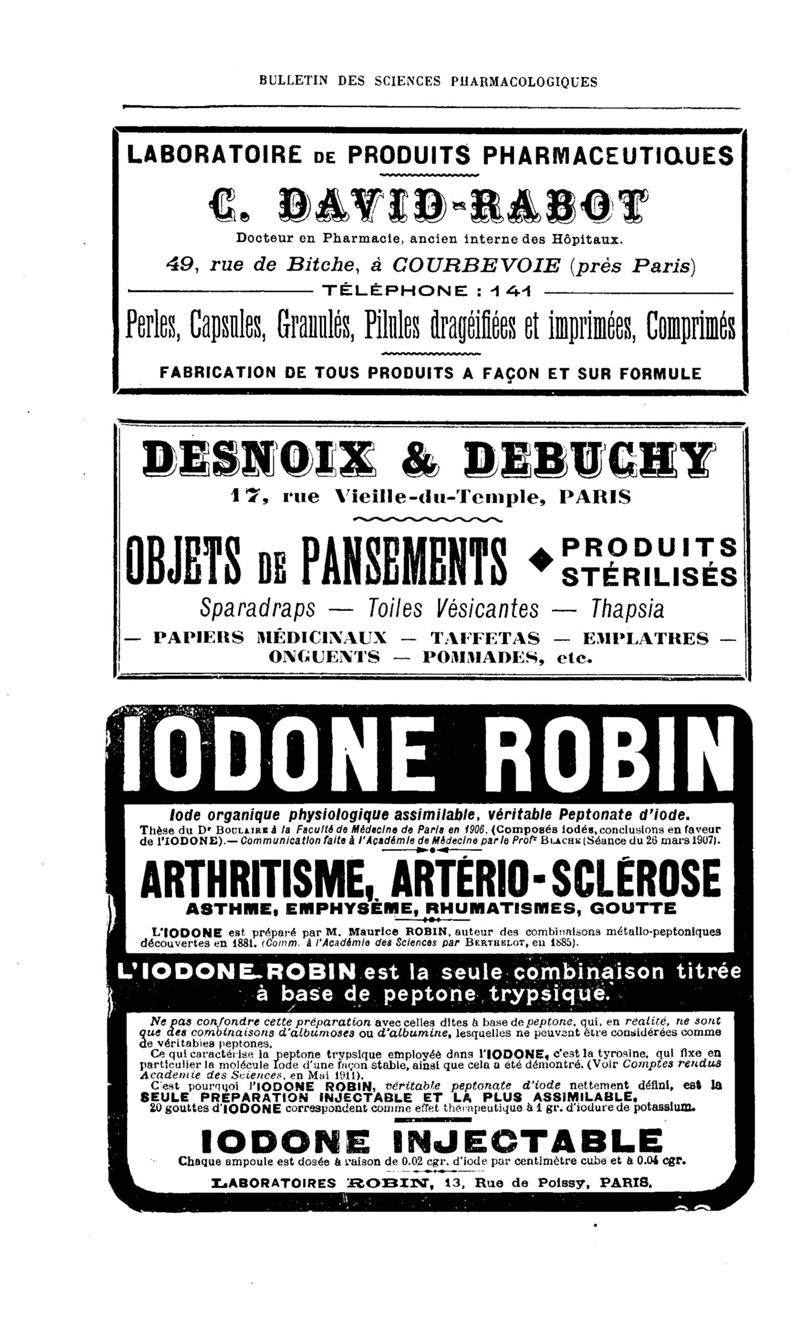 BULLETIN DES SCIENCES PHARMACOLOGIQUES
LABORATOIRE DE PRODUITS PHARMACEUTIQUES
C. DAVID-RABOT
Docteur en Pharmacie, ancien interne des Hôpitaux.
49, rue de Bitche, à COURBEVOIE (près Paris)
TÉLÉPHONE : 141
Perles, Capsules, Granulés, Pilules dragéifiées et imprimées, Comprimés
FABRICATION DE TOUS PRODUITS A FAÇON ET SUR FORMULE
DESNOIX & DEBUCHY
17, rue Vieille-du-Temple, PARIS
OBJETS DE PANSEMENTS ◆ PRODUITS STÉRILISÉS
Sparadraps — Toiles Vésicantes — Thapsia
— PAPIERS MÉDICINAUX — TAFFETAS — EMPLATRES —
ONGUENTS — POMMADES, etc.
IODONE ROBIN
Iode organique physiologique assimilable, véritable Peptonate d'iode.
Thèse du Dr BOULAIRE à la Faculté de Médecine de Paris en 1906. (Composés iodés, conclusions en faveur
de l'IODONE).— Communication faite à l'Académie de Médecine par le Profr BLACHE (Séance du 26 mars 1907).
ARTHRITISME, ARTÉRIO-SCLÉROSE
ASTHME, EMPHYSÈME, RHUMATISMES, GOUTTE
L'IODONE est préparé par M. Maurice ROBIN, auteur des combinaisons métallo-peptoniques
découvertes en 1881. (Comm. à l'Académie des Sciences par BERTHELOT, en 1885).
L'IODONE-ROBIN est la seule combinaison titrée
à base de peptone trypsique.
Ne pas confondre cette préparation avec celles dites à base de peptone, qui, en réalité, ne sont
que des combinaisons d'albumoses ou d'albumine, lesquelles ne peuvent être considérées comme
de véritables peptones.
Ce qui caractérise la peptone trypsique employée dans l'IODONE, c'est la tyrosine, qui fixe en
particulier la molécule Iode d'une façon stable, ainsi que cela a été démontré. (Voir Comptes rendus
Academie des Sciences, en Mai 1911).
C'est pourquoi l'IODONE ROBIN, véritable peptonate d'iode nettement défini, est la
SEULE PRÉPARATION INJECTABLE ET LA PLUS ASSIMILABLE.
20 gouttes d'IODONE correspondent comme effet thérapeutique à 1 gr. d'iodure de potassium.
IODONE INJECTABLE
Chaque ampoule est dosée à raison de 0.02 cgr. d'iode par centimètre cube et à 0.04 cgr.
LABORATOIRES ROBIN, 13, Rue de Poissy, PARIS.